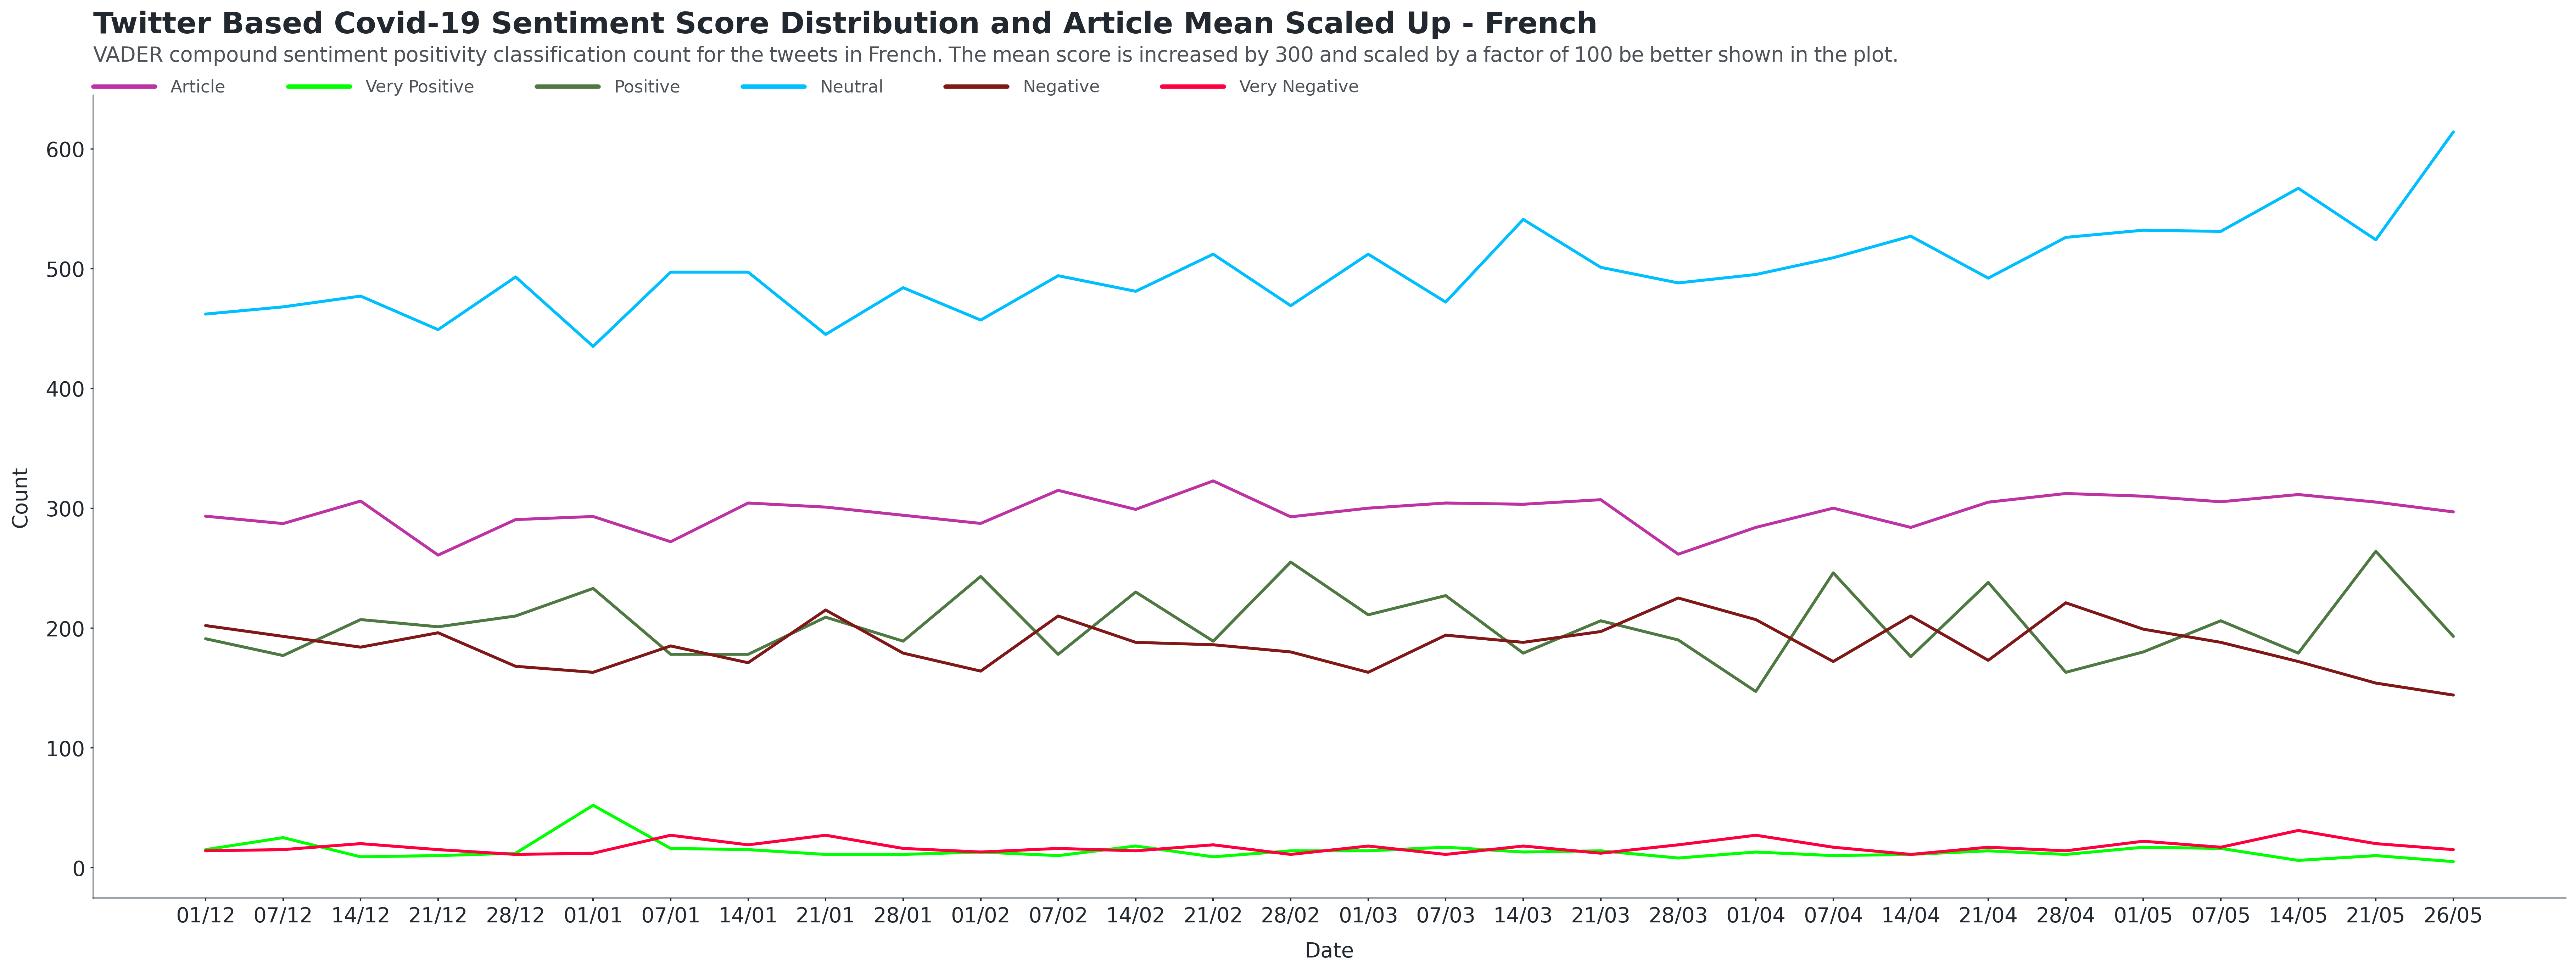 Twitter Based Covid-19 Sentiment Score Distribution and Article Mean Scaled Up - French
VADER compound sentiment positivity classification count for the tweets in French. The mean score is increased by 300 and scaled by a factor of 100 be better shown in the plot.
Article Very Positive Positive Neutral Negative Very Negative
600
500
400
300
200
100
0
Count
01/12 07/12 14/12 21/12 28/12 01/01 07/01 14/01 21/01 28/01 01/02 07/02 14/02 21/02 28/02 01/03 07/03 14/03 21/03 28/03 01/04 07/04 14/04 21/04 28/04 01/05 07/05 14/05 21/05 26/05
Date